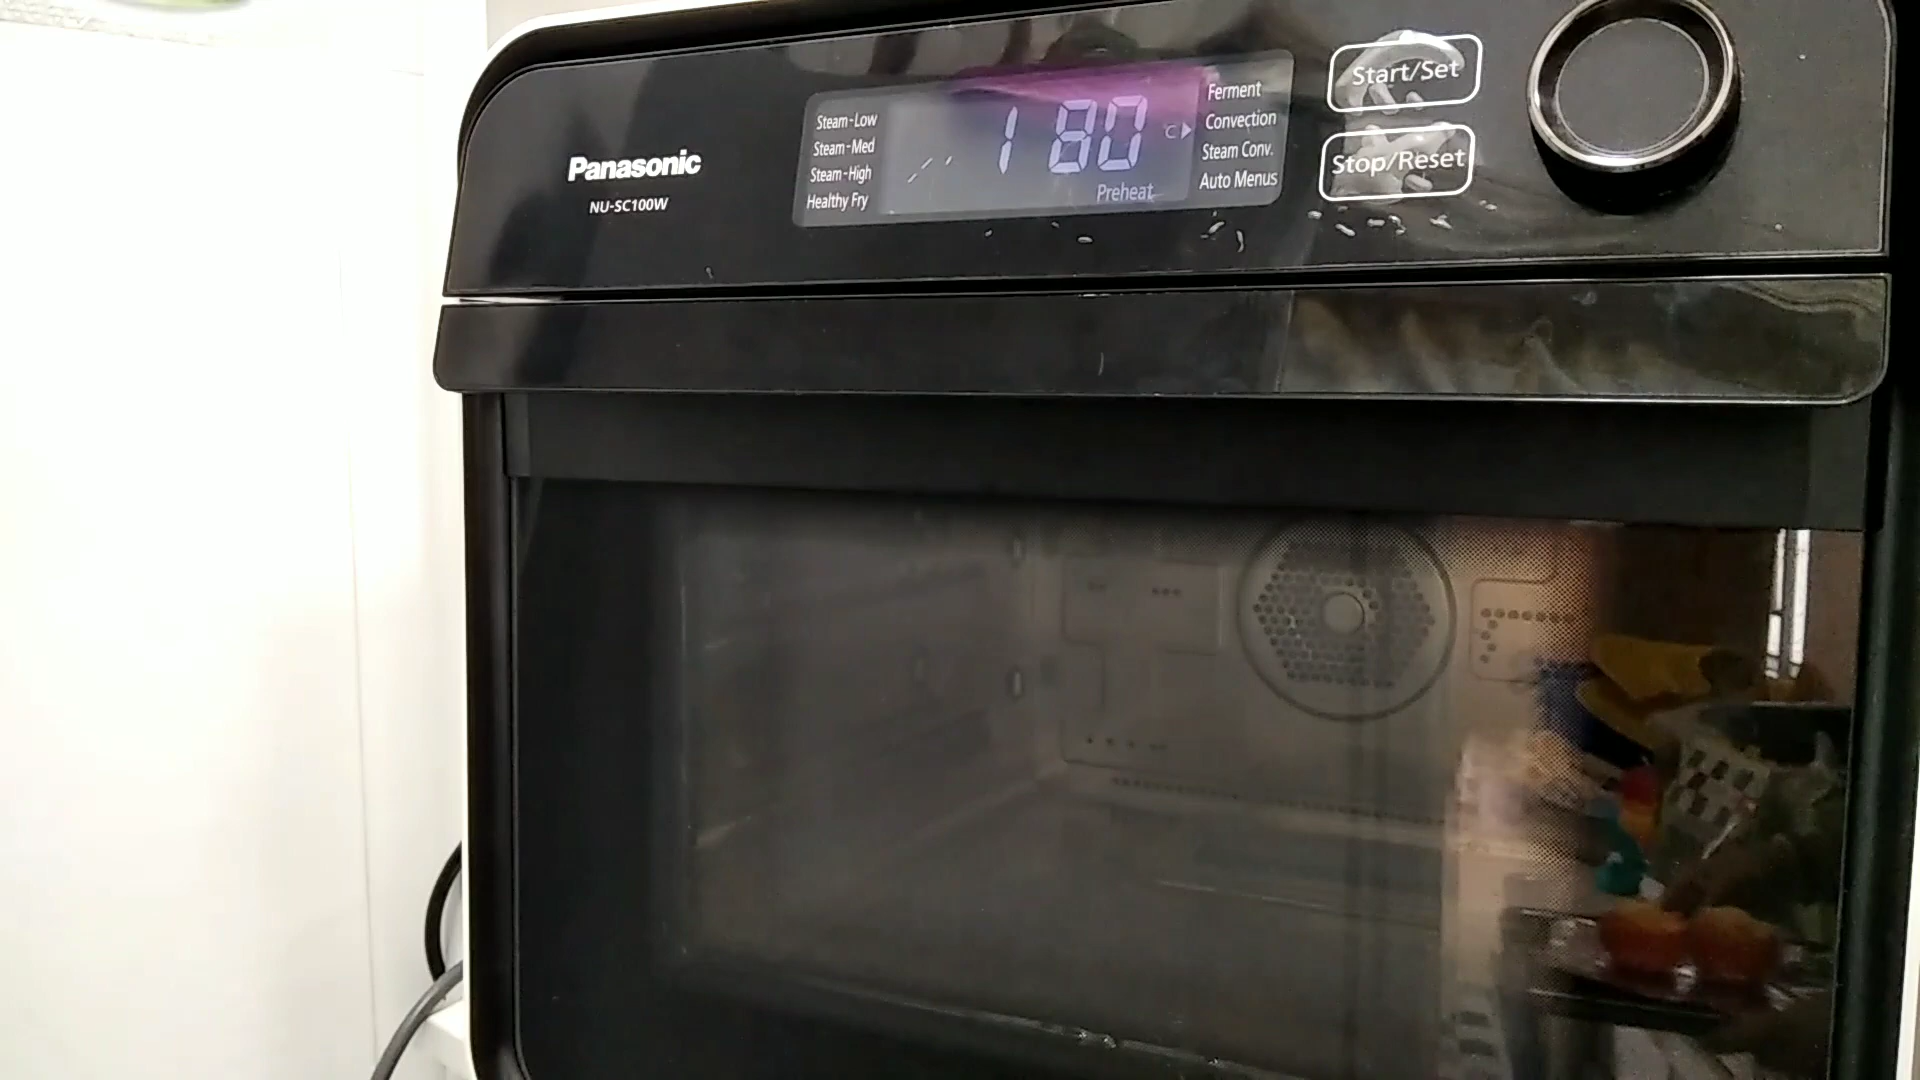 Panasonic
NU-SC100W
Steam-Low
Steam-Med
Steam-High
Healthy Fry
180 C
Preheat
Ferment
Convection
Steam Conv.
Auto Menus
Start/Set
Stop/Reset